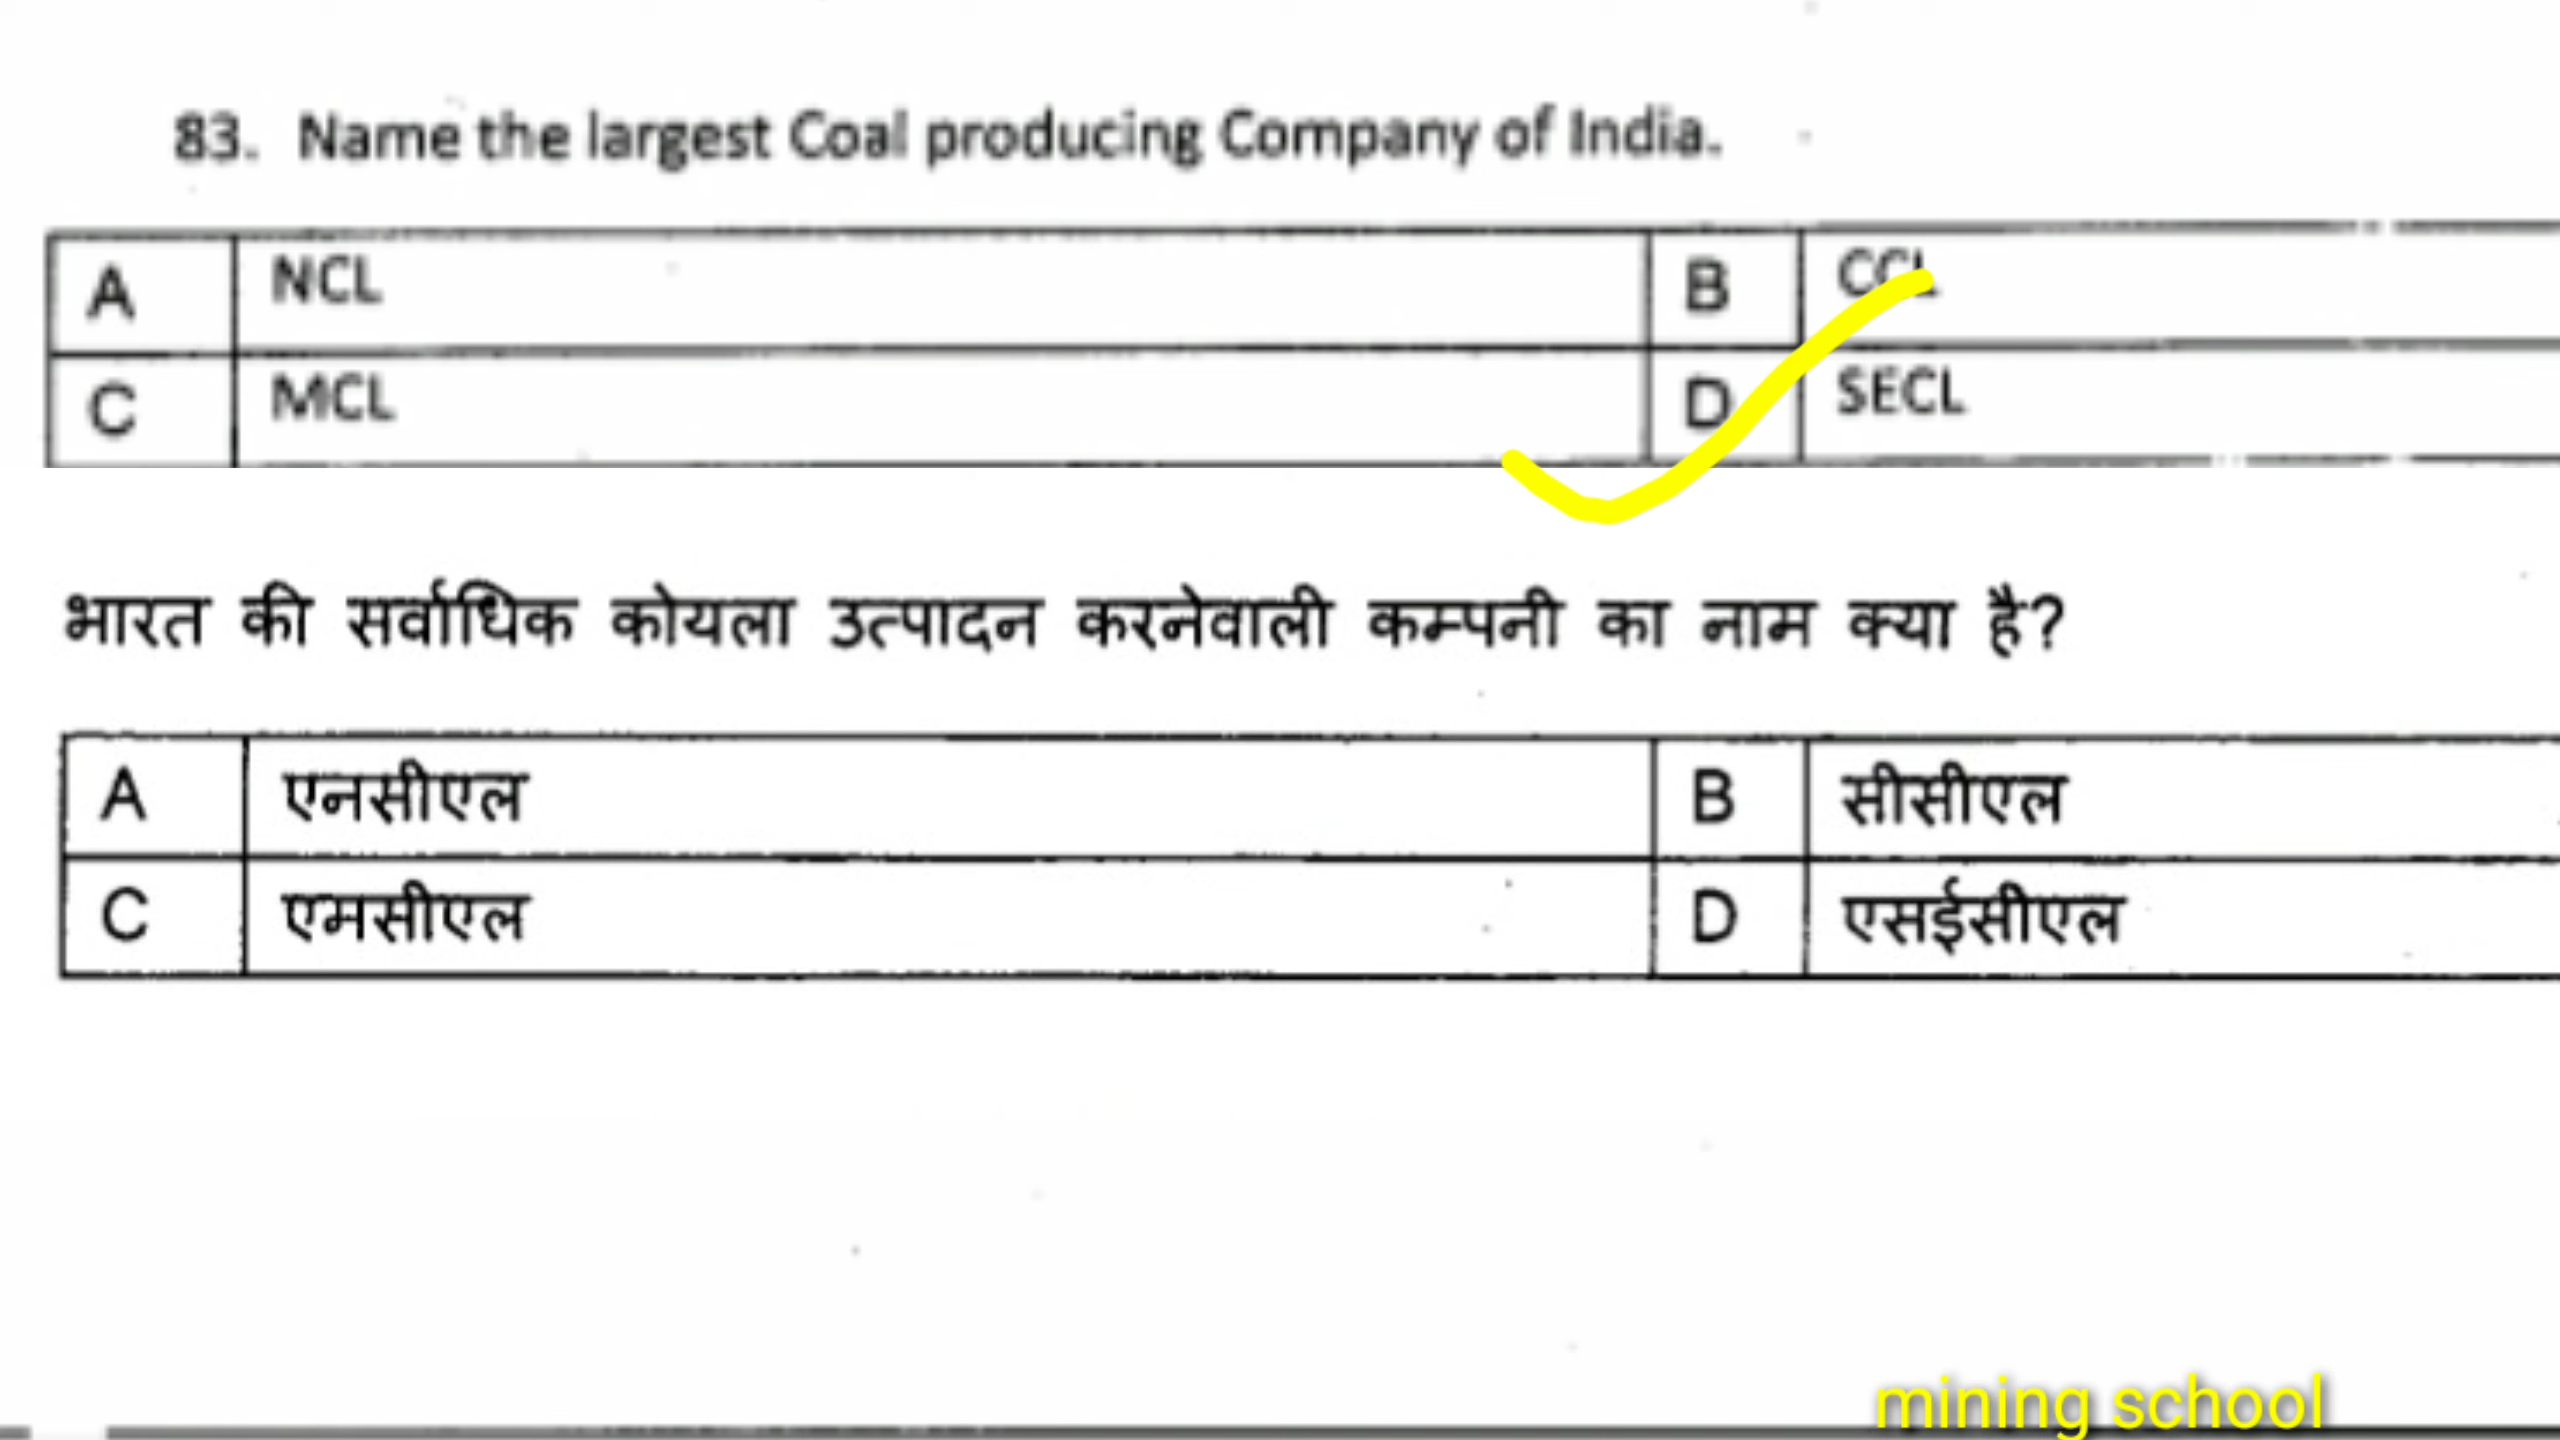 83. Name the largest Coal producing Company of India.
A NCL B CCL
C MCL D SECL
भारत की सर्वाधिक कोयला उत्पादन करनेवाली कम्पनी का नाम क्या है?
A एनसीएल B सीसीएल
C एमसीएल D एसईसीएल
mining school